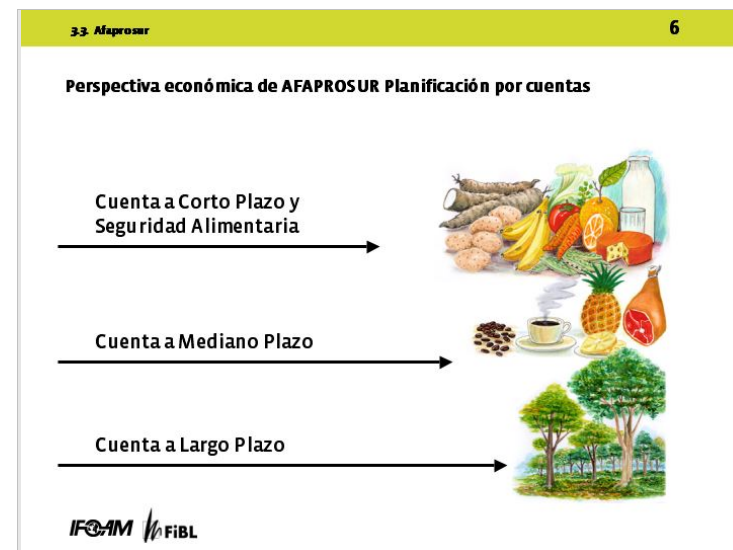 3.3. Afaprosur
6
Perspectiva económica de AFAPROSUR Planificación por cuentas
Cuenta a Corto Plazo y
Seguridad Alimentaria
Cuenta a Mediano Plazo
Cuenta a Largo Plazo
IFOAM FiBL